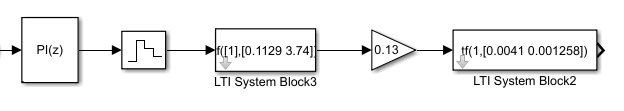 PI(z)
f([1],[0.1129 3.74]
LTI System Block3
0.13
tf(1,[0.0041 0.001258])
LTI System Block2